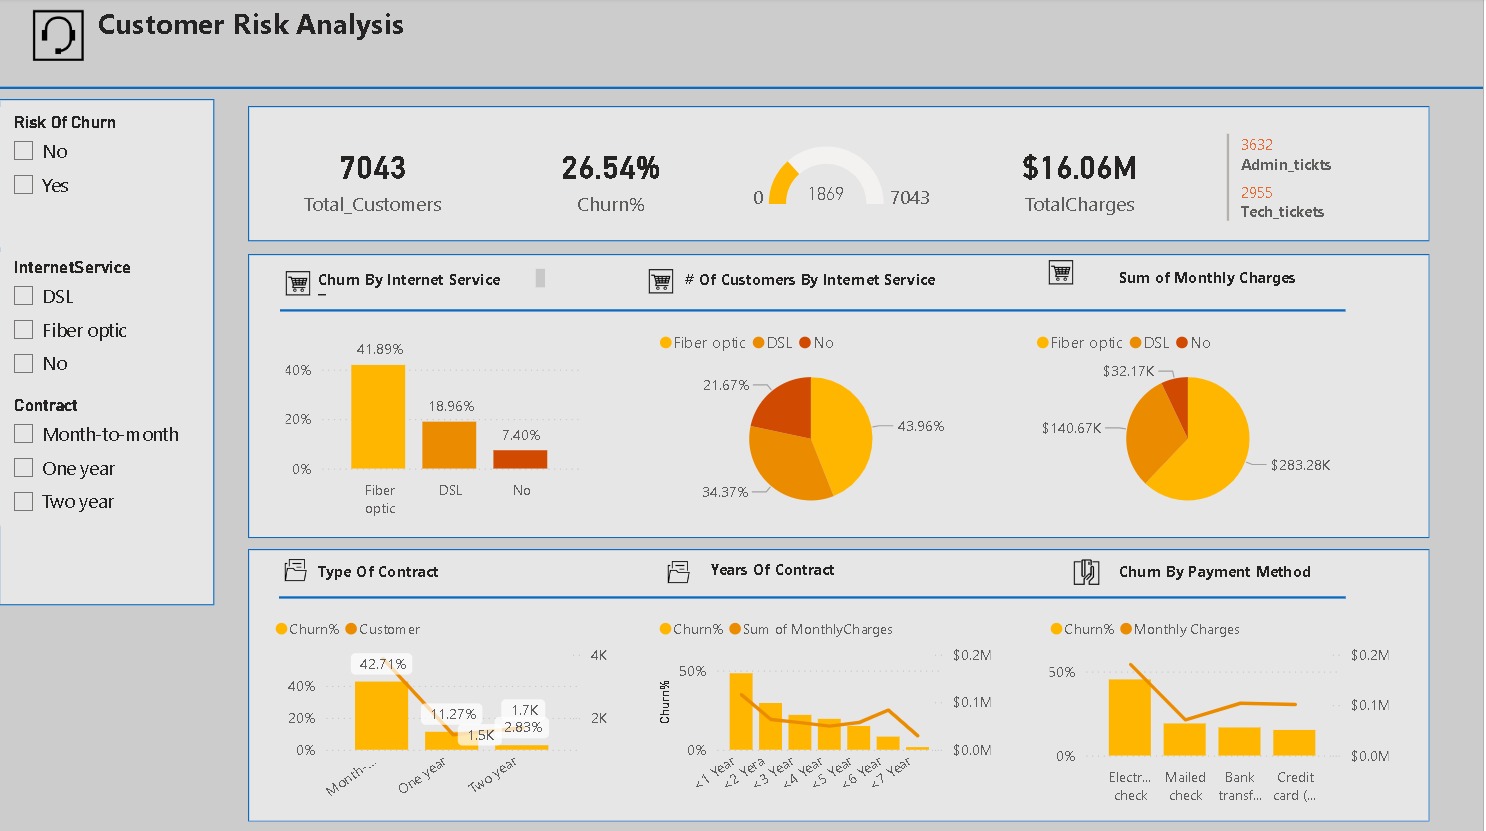 Customer Risk Analysis
Risk Of Churn
No
Yes
InternetService
DSL
Fiber optic
No
Contract
Month-to-month
One year
Two year
7043
Total_Customers
26.54%
Churn%
0
1869
7043
$16.06M
TotalCharges
3632
Admin_tickts
2955
Tech_tickets
Churn By Internet Service
41.89%
40%
18.96%
20%
7.40%
0%
Fiber
optic
DSL
No
# Of Customers By Internet Service
Fiber optic DSL No
21.67%
43.96%
34.37%
Sum of Monthly Charges
Fiber optic DSL No
$32.17K
$140.67K
$283.28K
Type Of Contract
Churn% Customer
42.71%
4K
40%
11.27%
1.7K
20%
2K
2.83%
1.5K
0%
Month-...
One year
Two year
Years Of Contract
Churn% Sum of MonthlyCharges
$0.2M
50%
Churn%
$0.1M
0%
$0.0M
<1 Year
<2 Yera
<3 Year
<4 Year
<5 Year
<6 Year
<7 Year
Churn By Payment Method
Churn% Monthly Charges
$0.2M
50%
$0.1M
0%
$0.0M
Electr...
check
Mailed
check
Bank
transf...
Credit
card (...